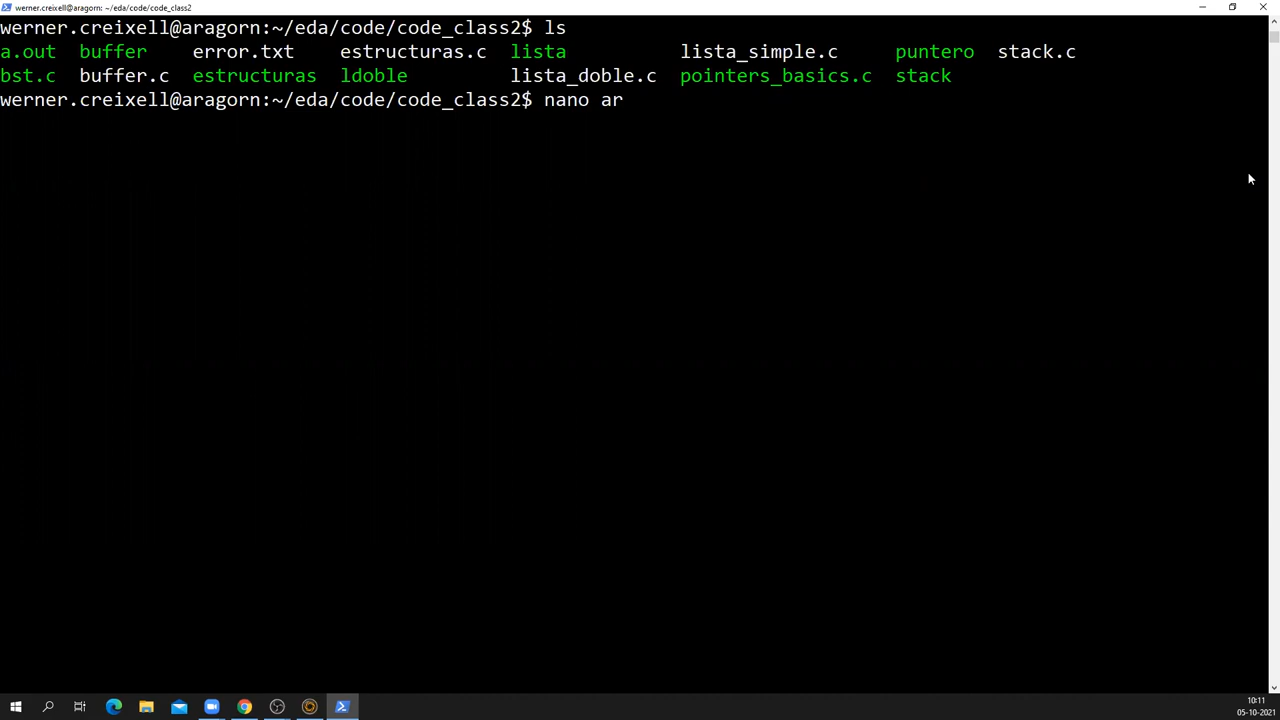 werner.creixell@aragorn: ~/eda/code/code_class2
werner.creixell@aragorn:~/eda/code/code_class2$ ls
a.out buffer error.txt estructuras.c lista lista_simple.c puntero stack.c
bst.c buffer.c estructuras ldoble lista_doble.c pointers_basics.c stack
werner.creixell@aragorn:~/eda/code/code_class2$ nano ar
10:11
05-10-2021